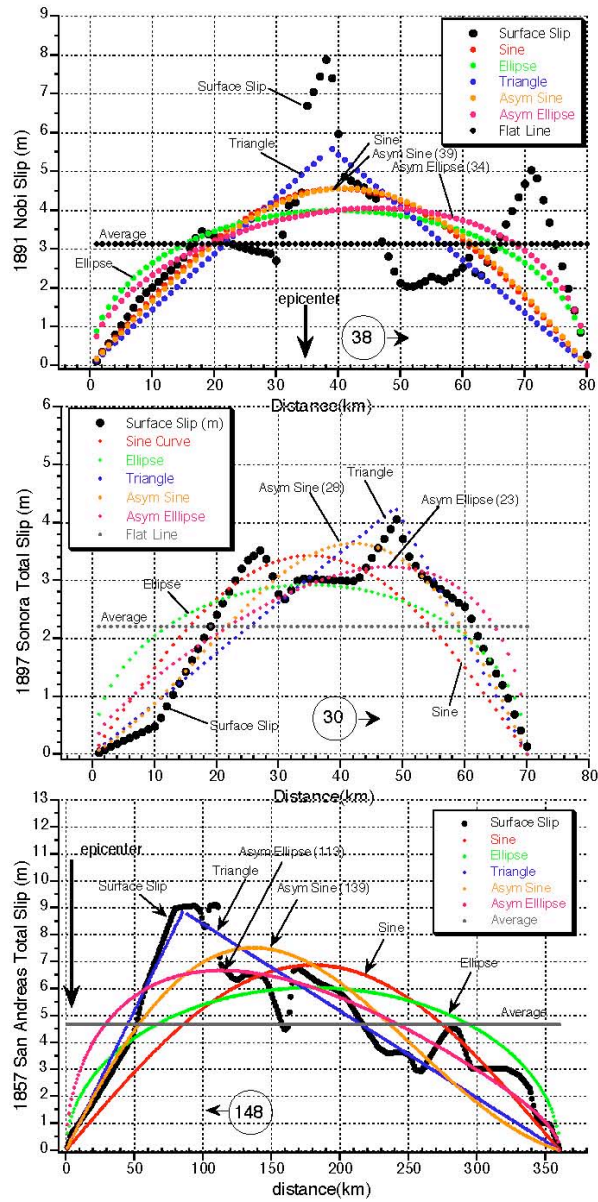 1891 Nobi Slip (m)
9
8
7
6
5
4
3
2
1
0
Surface Slip
Sine
Ellipse
Triangle
Asym Sine
Asym Ellipse
Flat Line
Surface Slip
Triangle
Sine
Asym Sine (39)
Asym Ellipse (34)
Average
Ellipse
epicenter
38
0 10 20 30 40 50 60 70 80
Distance(km)
1897 Sonora Total Slip (m)
6
5
4
3
2
1
0
Surface Slip (m)
Sine Curve
Ellipse
Triangle
Asym Sine
Asym Elllipse
Flat Line
Asym Sine (28)
Triangle
Asym Ellipse (23)
Ellipse
Average
Surface Slip
Sine
30
0 10 20 30 40 50 60 70 80
Distance(km)
1857 San Andreas Total Slip (m)
13
12
11
10
9
8
7
6
5
4
3
2
1
0
epicenter
Surface Slip
Triangle
Asym Ellipse (113)
Asym Sine (139)
Sine
Ellipse
Average
Surface Slip
Sine
Ellipse
Triangle
Asym Sine
Asym Elllipse
Average
148
0 50 100 150 200 250 300 350
distance(km)